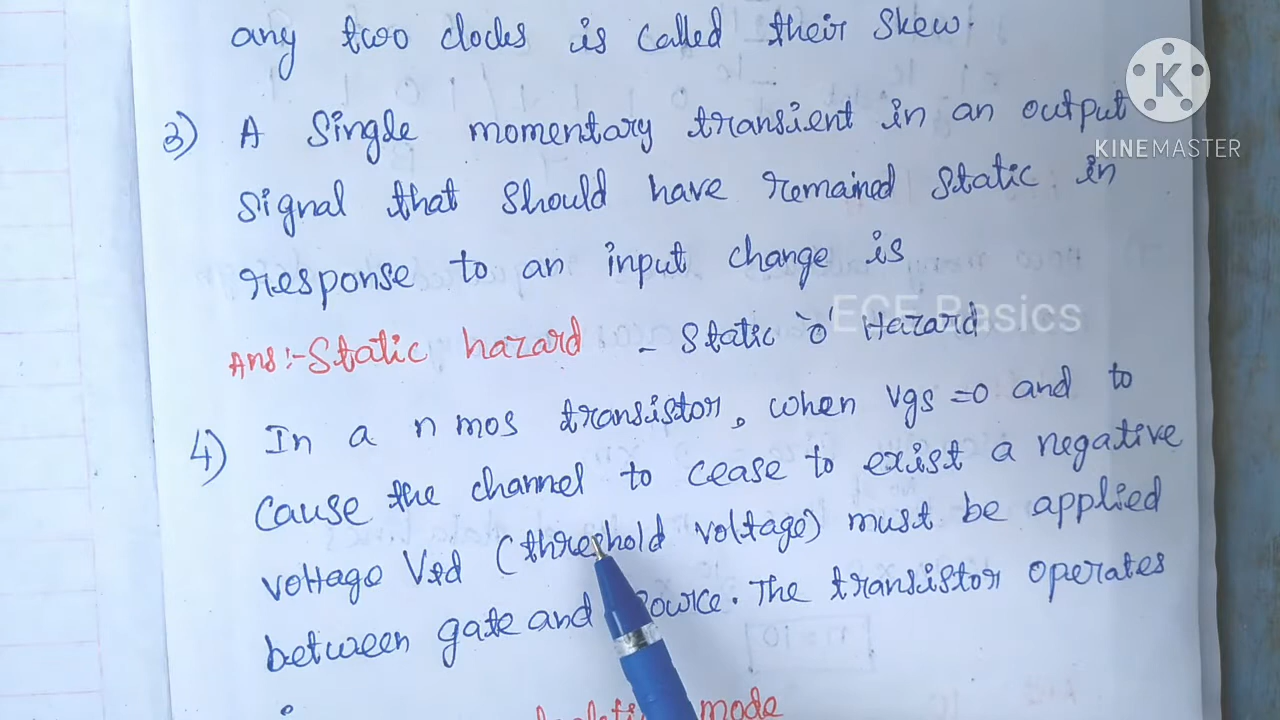 any two clocks is called their skew.
3) A Single momentary transient in an output
signal that should have remained static in
response to an input change is
Ans:- Static hazard - Static '0' Hazard
4) In a n mos transistor, when Vgs =0 and to
cause the channel to cease to exist a negative
voltage Vtd (threshold voltage) must be applied
between gate and source. The transistor operates
mode
K
KINEMASTER
ECE Basics